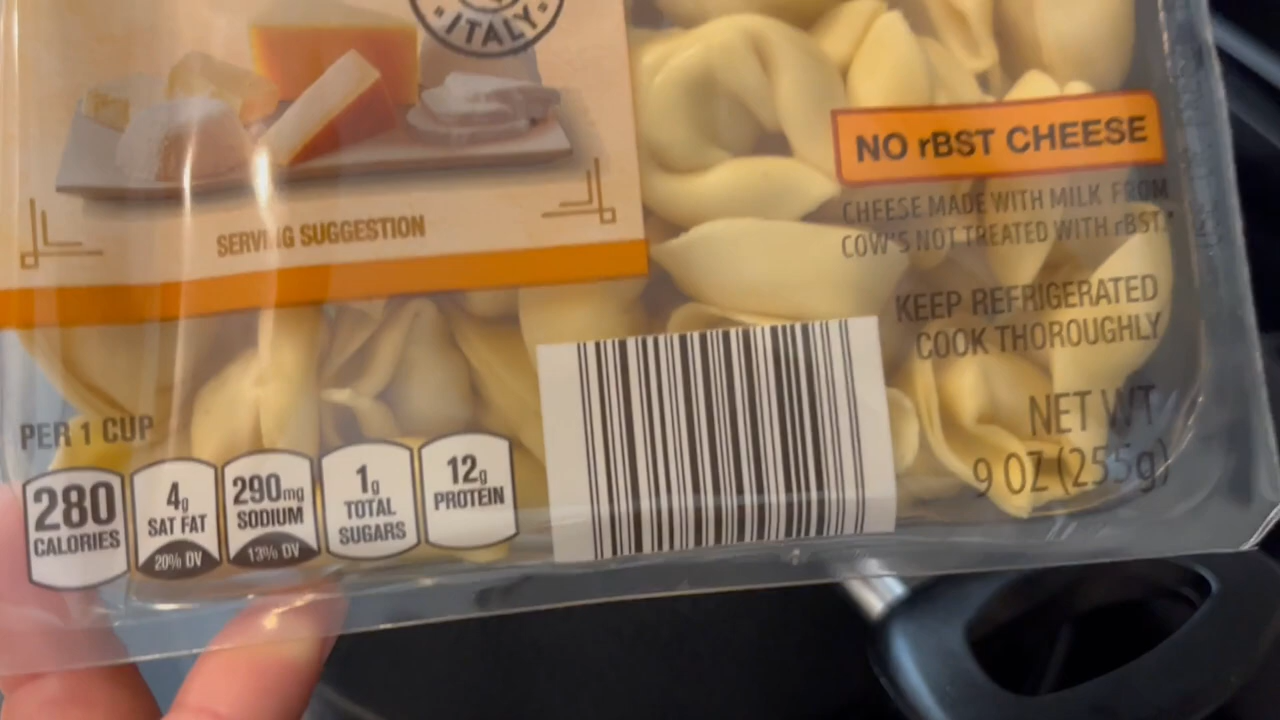 ITALY
SERVING SUGGESTION
NO rBST CHEESE
CHEESE MADE WITH MILK FROM
COW'S NOT TREATED WITH rBST.*
KEEP REFRIGERATED
COOK THOROUGHLY
NET WT
9 OZ (255g)
PER 1 CUP
280
CALORIES
4g
SAT FAT
20% DV
290mg
SODIUM
13% DV
1g
TOTAL
SUGARS
12g
PROTEIN